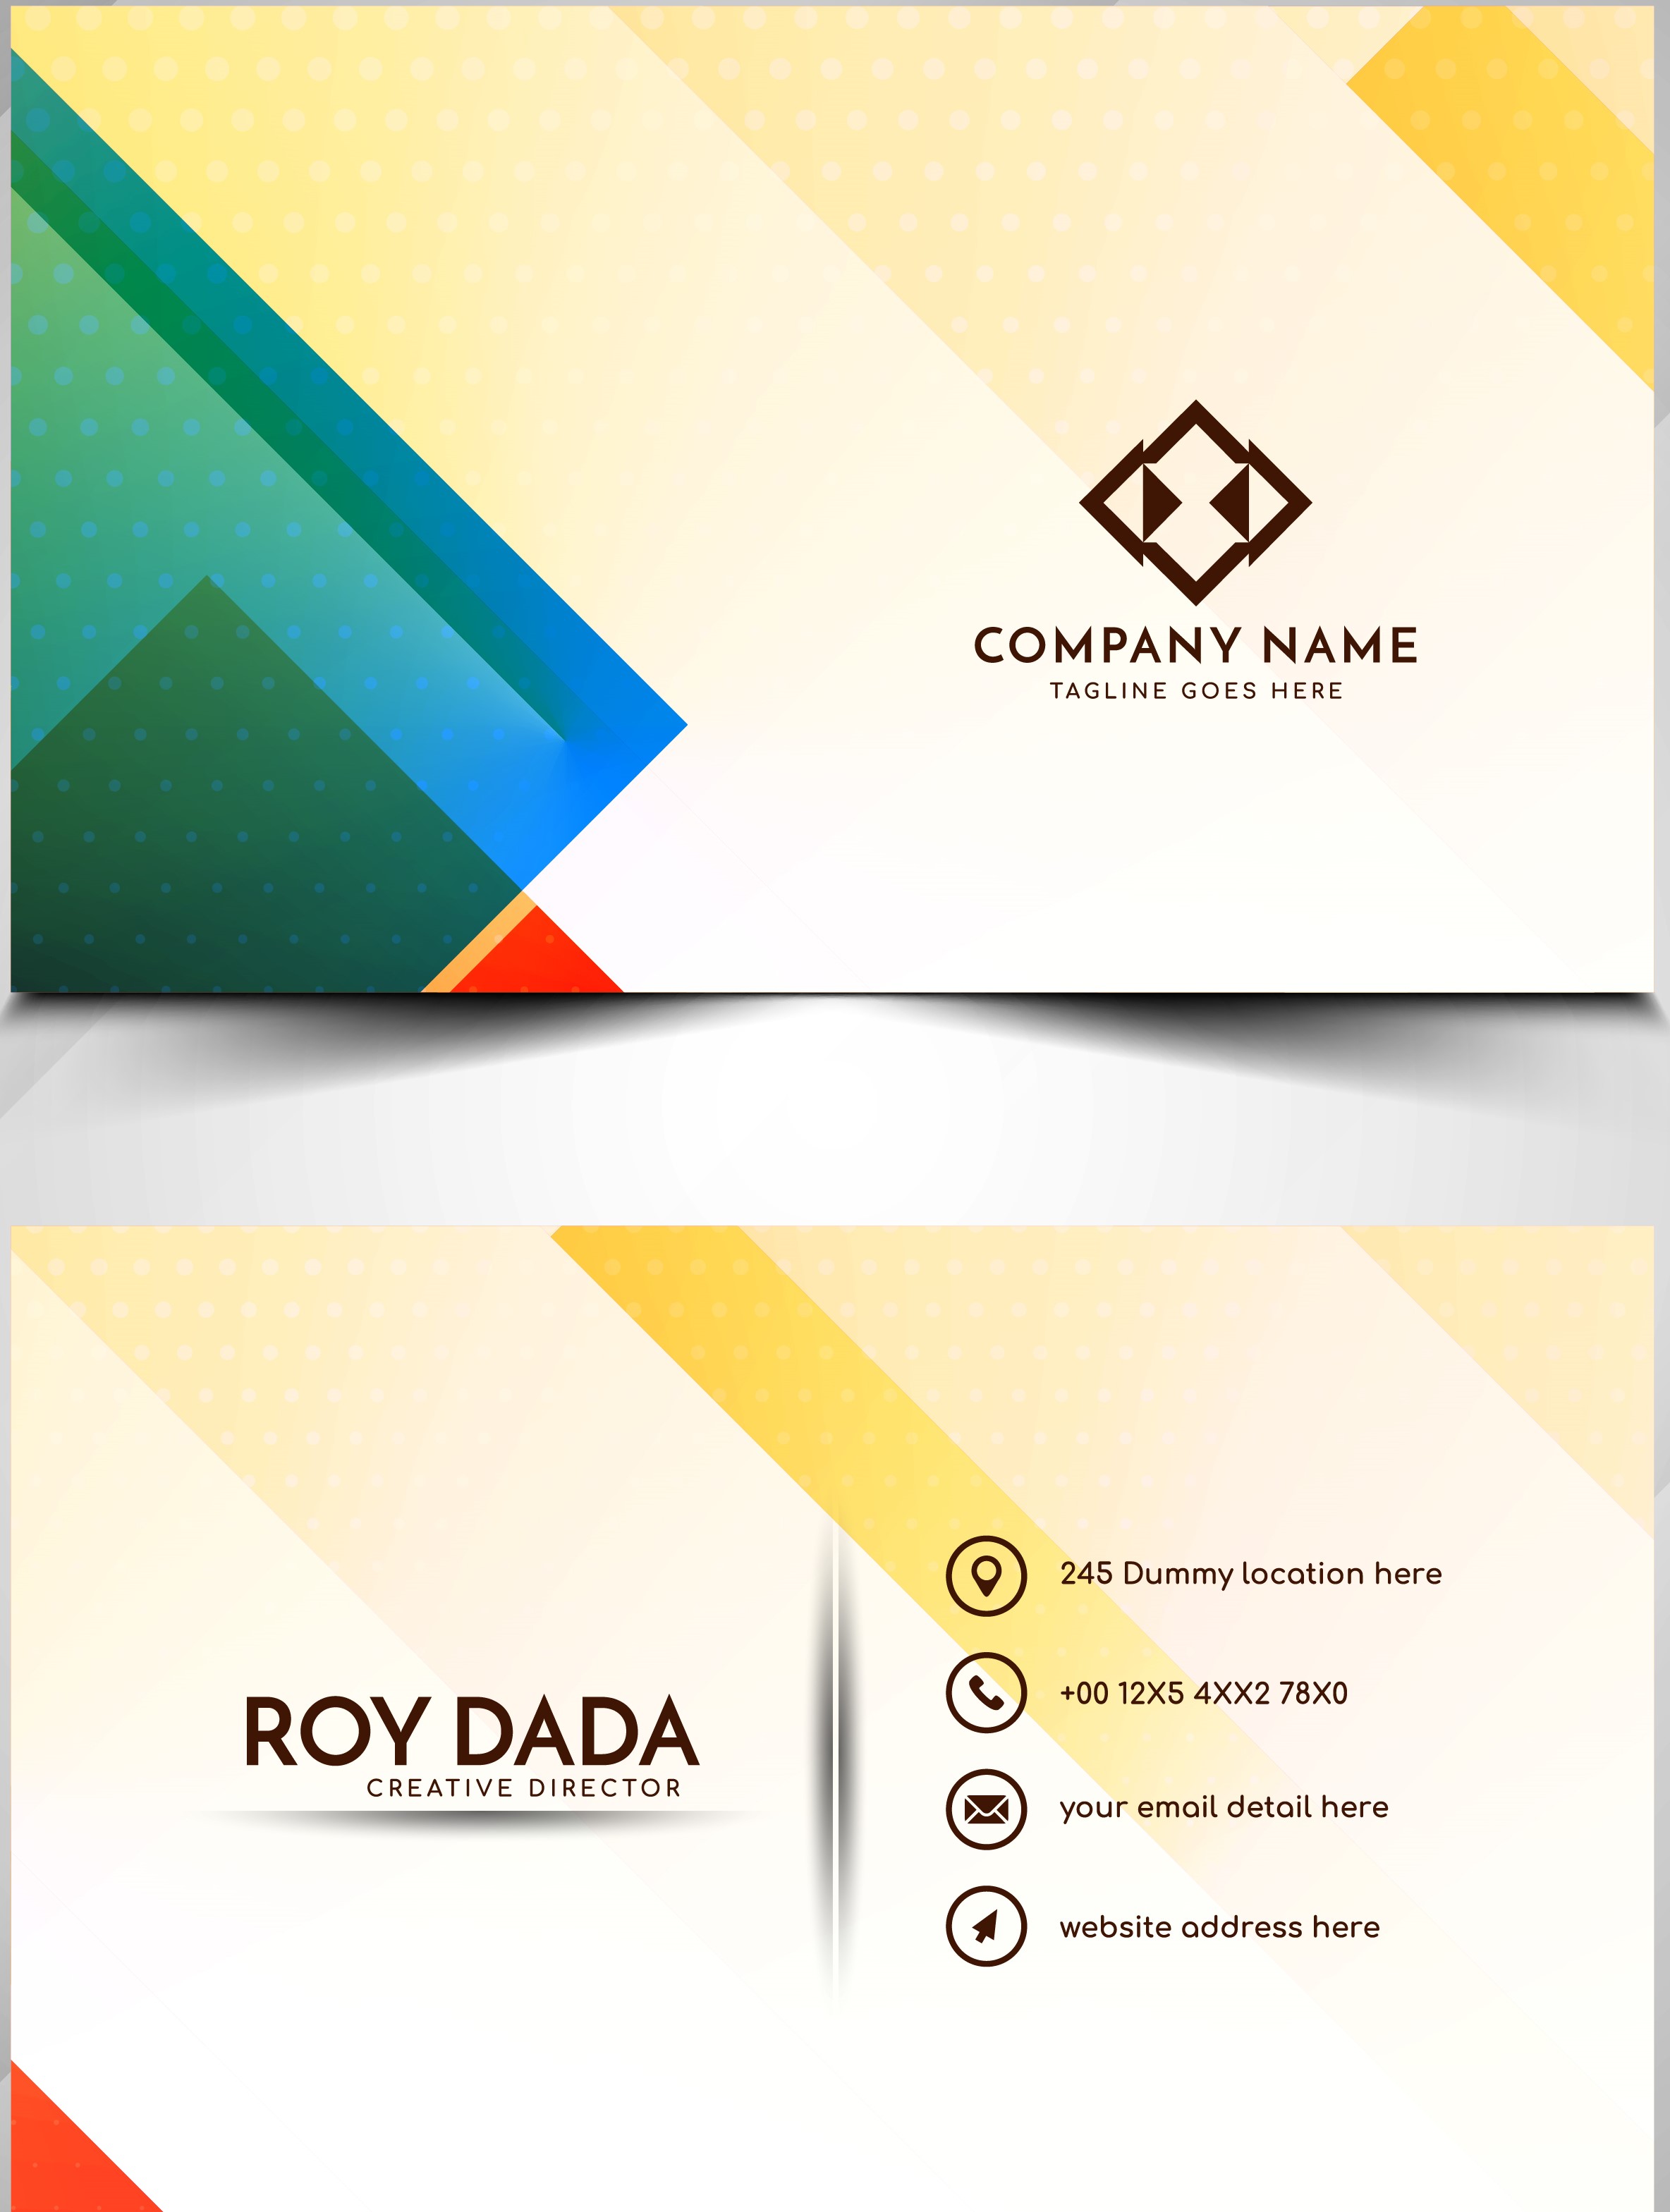 COMPANY NAME
TAGLINE GOES HERE
ROY DADA
CREATIVE DIRECTOR
245 Dummy location here
+00 12X5 4XX2 78X0
your email detail here
website address here